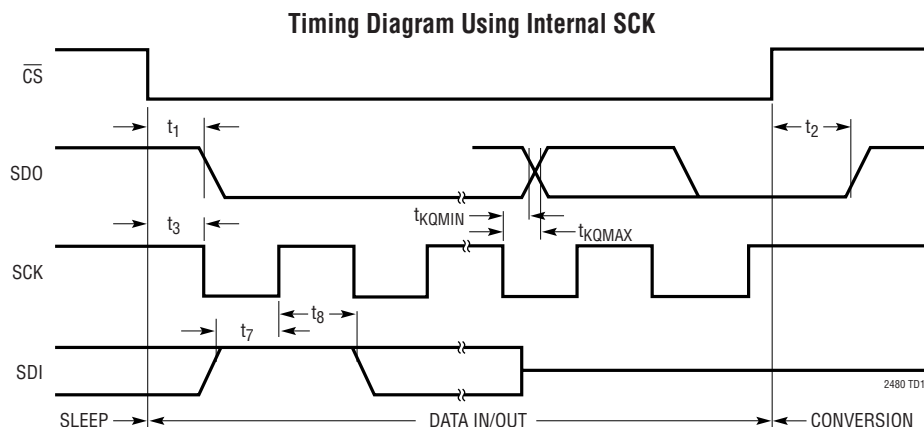 Timing Diagram Using Internal SCK
CS
t1
t2
SDO
tKQMIN
tKQMAX
t3
SCK
t7
t8
SDI
2480 TD1
SLEEP
DATA IN/OUT
CONVERSION